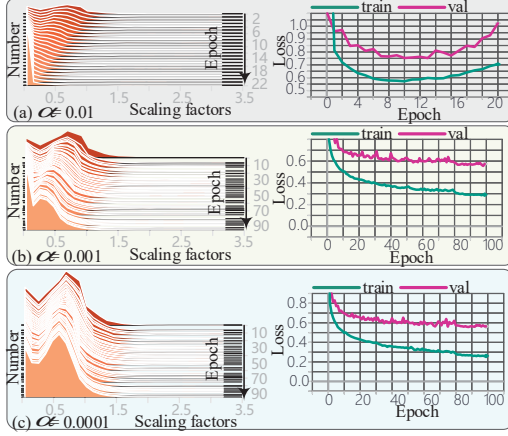 train val
Number
Epoch
2
6
10
14
18
22
0.5 1.5 2.5 3.5
(a) α= 0.01 Scaling factors
Loss
1.0
0.9
0.8
0.7
0.6
0.5
0 4 8 12 16 20
Epoch
train val
Number
Epoch
10
30
50
70
90
0.5 1.5 2.5 3.5
(b) α= 0.001 Scaling factors
Loss
0.6
0.4
0.2
0.0
0 20 40 60 80 100
Epoch
train val
Number
Epoch
10
30
50
70
90
0.5 1.5 2.5 3.5
(c) α= 0.0001 Scaling factors
Loss
0.8
0.6
0.4
0.2
0.0
0 20 40 60 80 100
Epoch